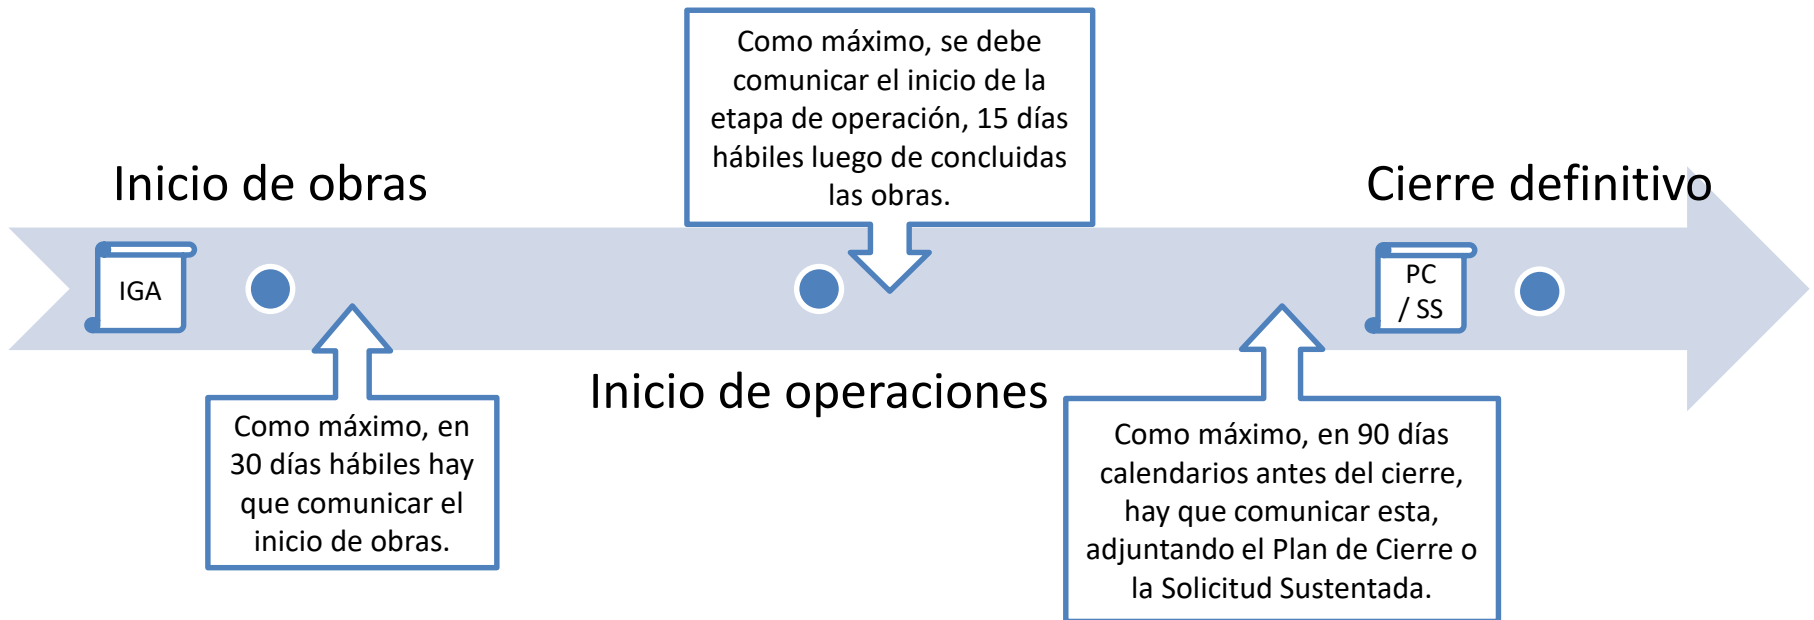 Como máximo, se debe
comunicar el inicio de la
etapa de operación, 15 días
hábiles luego de concluidas
las obras.
Inicio de obras
Cierre definitivo
IGA
PC
/ SS
Inicio de operaciones
Como máximo, en
30 días hábiles hay
que comunicar el
inicio de obras.
Como máximo, en 90 días
calendarios antes del cierre,
hay que comunicar esta,
adjuntando el Plan de Cierre o
la Solicitud Sustentada.